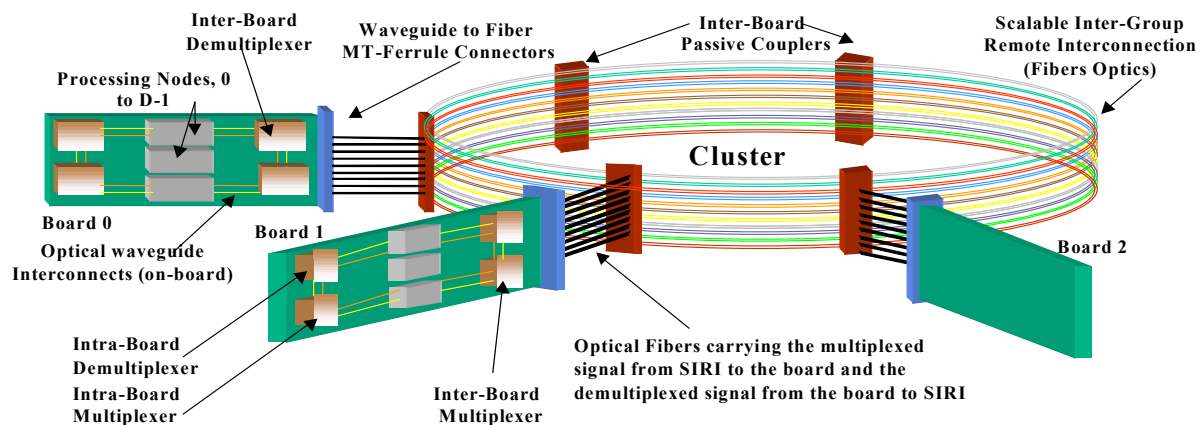 Inter-Board
Demultiplexer
Waveguide to Fiber
MT-Ferrule Connectors
Inter-Board
Passive Couplers
Scalable Inter-Group
Remote Interconnection
(Fibers Optics)
Processing Nodes, 0
to D-1
Cluster
Board 0
Board 1
Board 2
Optical waveguide
Interconnects (on-board)
Intra-Board
Demultiplexer
Intra-Board
Multiplexer
Inter-Board
Multiplexer
Optical Fibers carrying the multiplexed
signal from SIRI to the board and the
demultiplexed signal from the board to SIRI